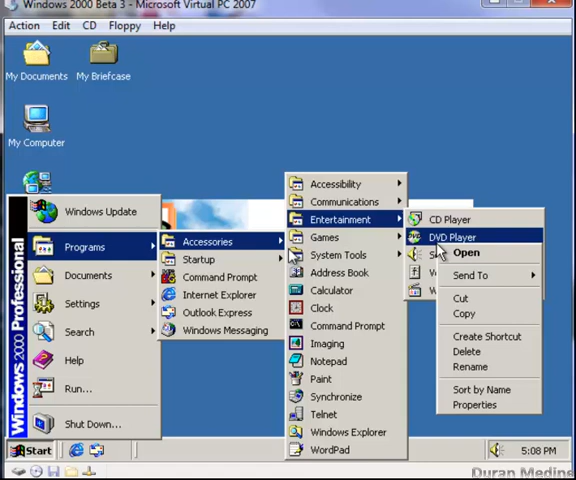 Windows 2000 Beta 3 - Microsoft Virtual PC 2007
Action Edit CD Floppy Help
My Documents
My Briefcase
My Computer
Windows 2000 Professional
Windows Update
Programs
Documents
Settings
Search
Help
Run...
Shut Down...
Accessories
Startup
Command Prompt
Internet Explorer
Outlook Express
Windows Messaging
Accessibility
Communications
Entertainment
Games
System Tools
Address Book
Calculator
Clock
Command Prompt
Imaging
Notepad
Paint
Synchronize
Telnet
Windows Explorer
WordPad
CD Player
DVD Player
Open
Send To
Cut
Copy
Create Shortcut
Delete
Rename
Sort by Name
Properties
Start
5:08 PM
Duran Medins